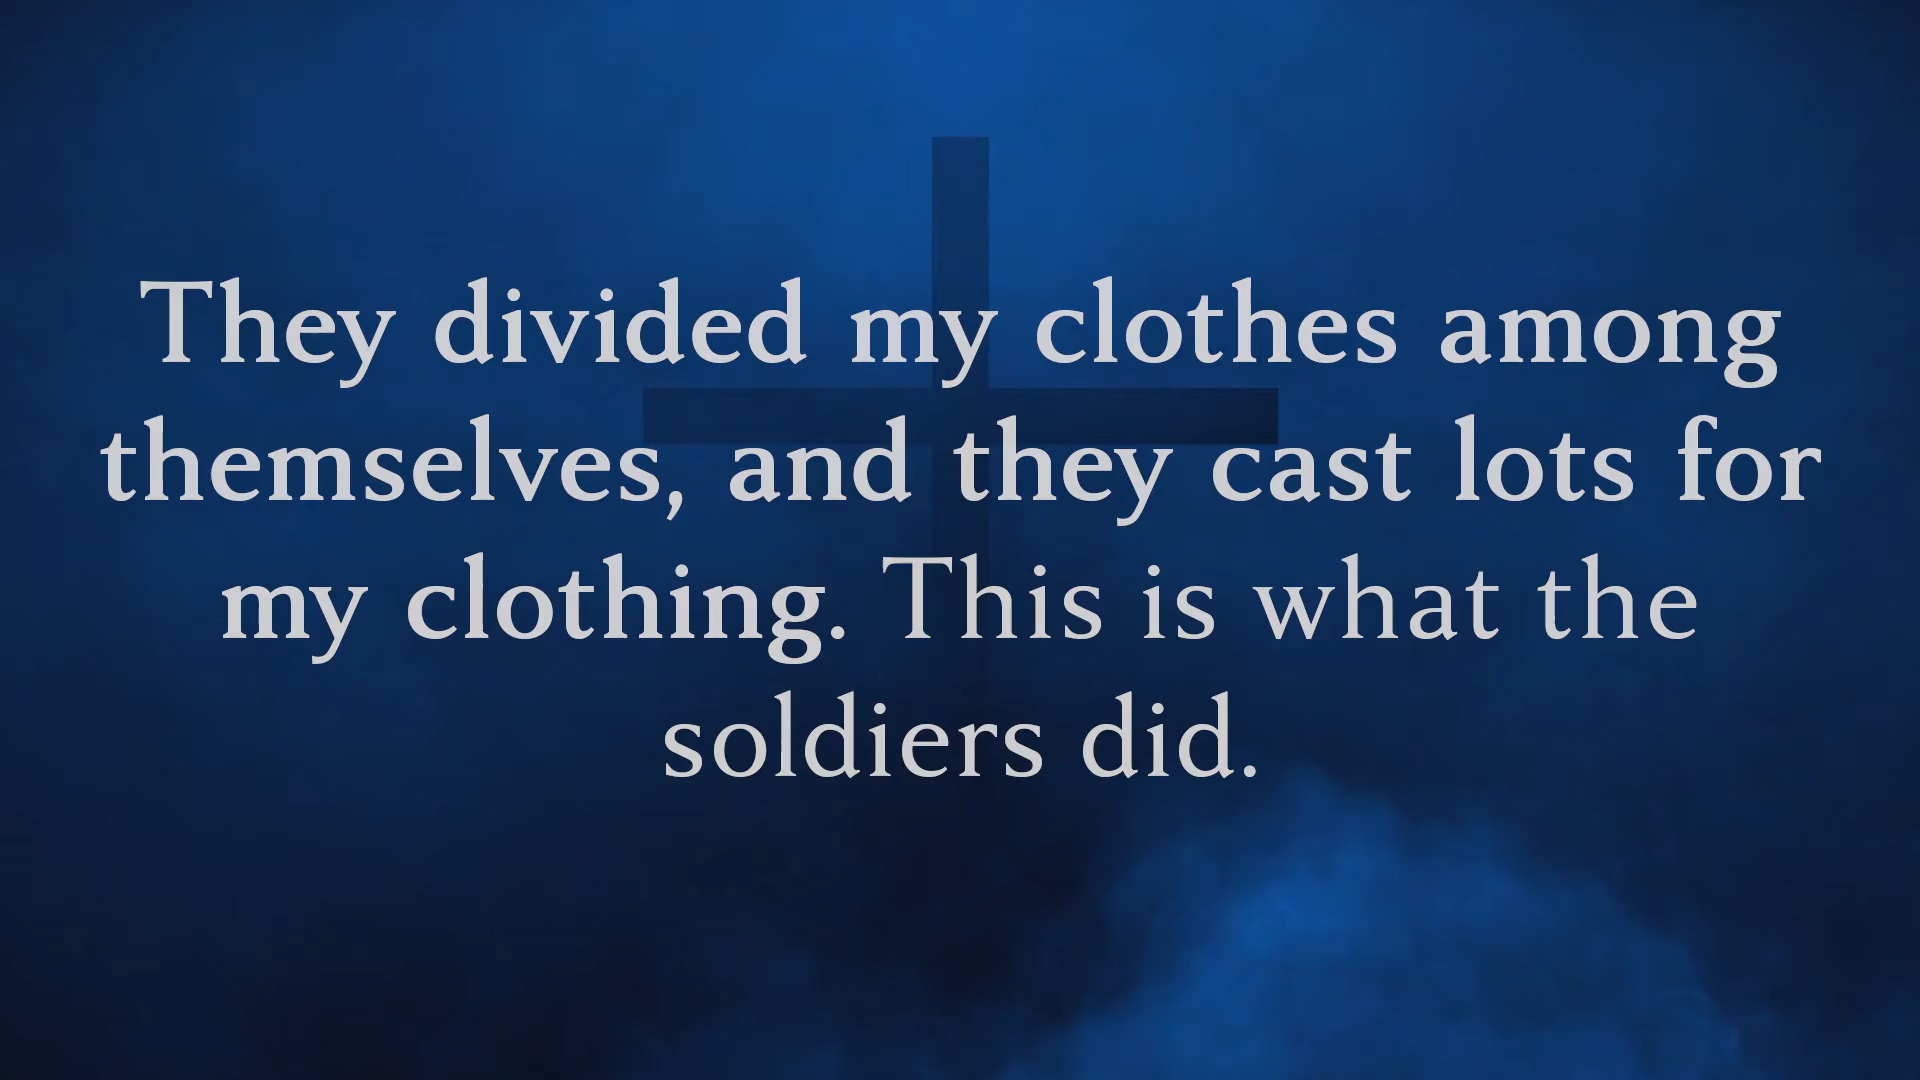 They divided my clothes among
themselves, and they cast lots for
my clothing. This is what the
soldiers did.